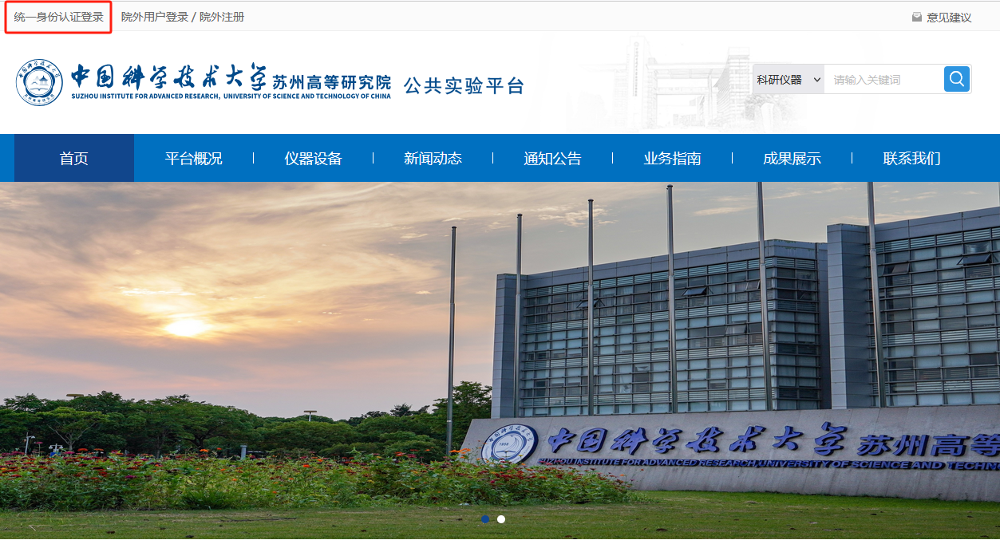 统一身份认证登录 院外用户登录 / 院外注册 意见建议
中国科学技术大学 苏州高等研究院 公共实验平台
SUZHOU INSTITUTE FOR ADVANCED RESEARCH, UNIVERSITY OF SCIENCE AND TECHNOLOGY OF CHINA
科研仪器 请输入关键词
首页 平台概况 仪器设备 新闻动态 通知公告 业务指南 成果展示 联系我们
1958
中国科学技术大学 苏州高等
SUZHOU INSTITUTE FOR ADVANCED RESEARCH, UNIVERSITY OF SCIENCE AND TECHN